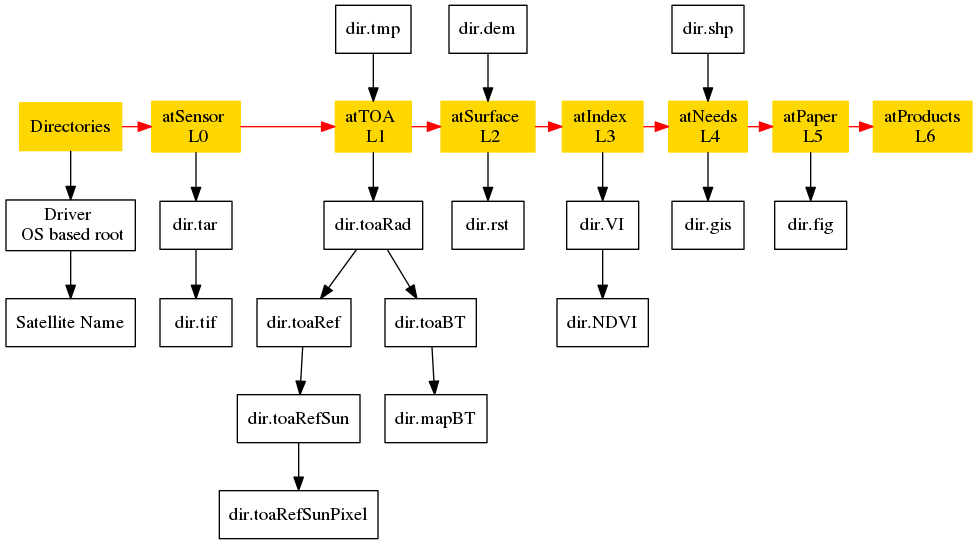 dir.tmp
dir.dem
dir.shp
Directories
atSensor
L0
atTOA
L1
atSurface
L2
atIndex
L3
atNeeds
L4
atPaper
L5
atProducts
L6
Driver
OS based root
dir.tar
dir.toaRad
dir.rst
dir.VI
dir.gis
dir.fig
Satellite Name
dir.tif
dir.toaRef
dir.toaBT
dir.NDVI
dir.toaRefSun
dir.mapBT
dir.toaRefSunPixel